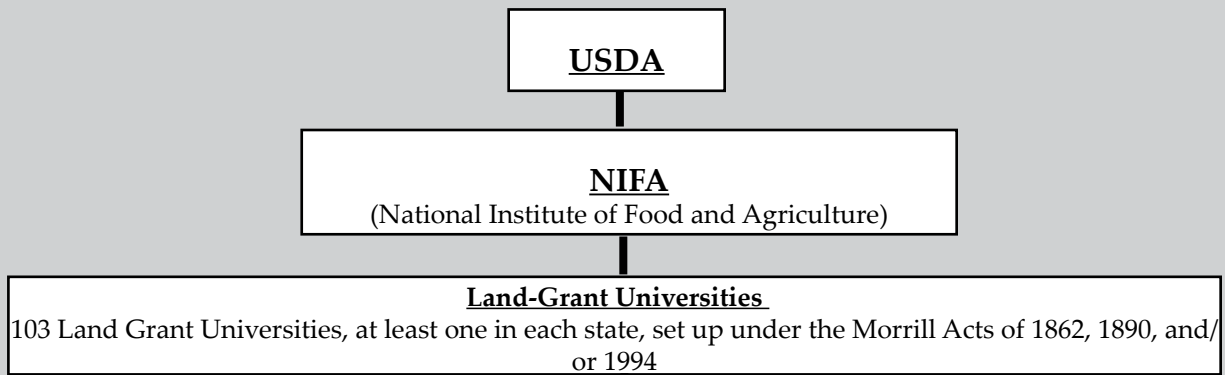 USDA
NIFA
(National Institute of Food and Agriculture)
Land-Grant Universities
103 Land Grant Universities, at least one in each state, set up under the Morrill Acts of 1862, 1890, and/
or 1994